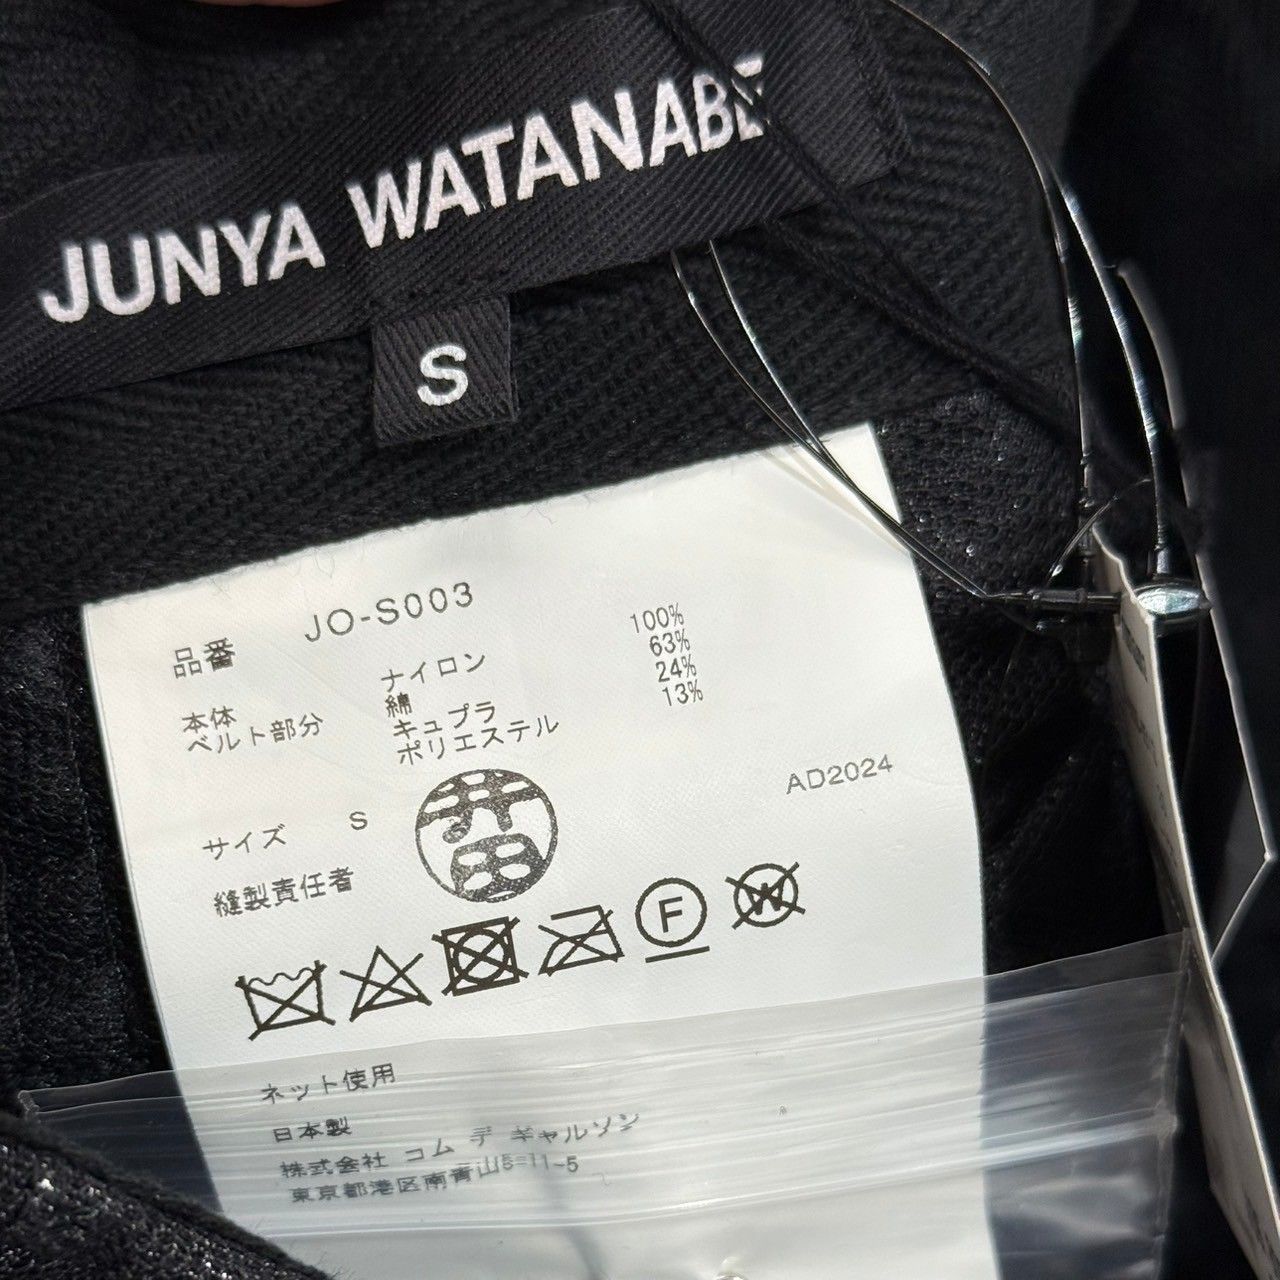 JUNYA WATANABE
S
品番 JO-S003
本体 ナイロン 100%
ベルト部分 綿 63%
キュプラ 24%
ポリエステル 13%
サイズ S
AD2024
縫製責任者 井田
F
W
ネット使用
日本製
株式会社 コム デ ギャルソン
東京都港区南青山5-11-5